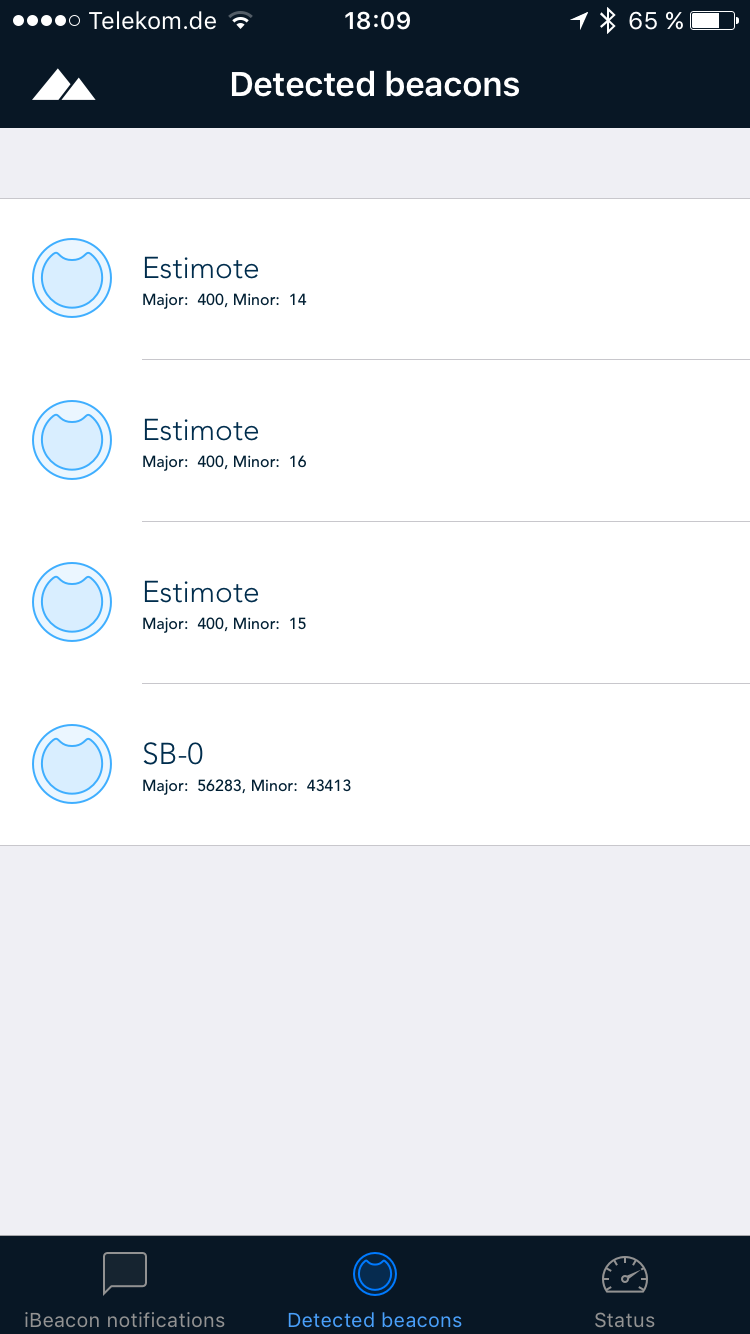 Telekom.de 18:09 65 %
Detected beacons
Estimote
Major: 400, Minor: 14
Estimote
Major: 400, Minor: 16
Estimote
Major: 400, Minor: 15
SB-0
Major: 56283, Minor: 43413
iBeacon notifications Detected beacons Status